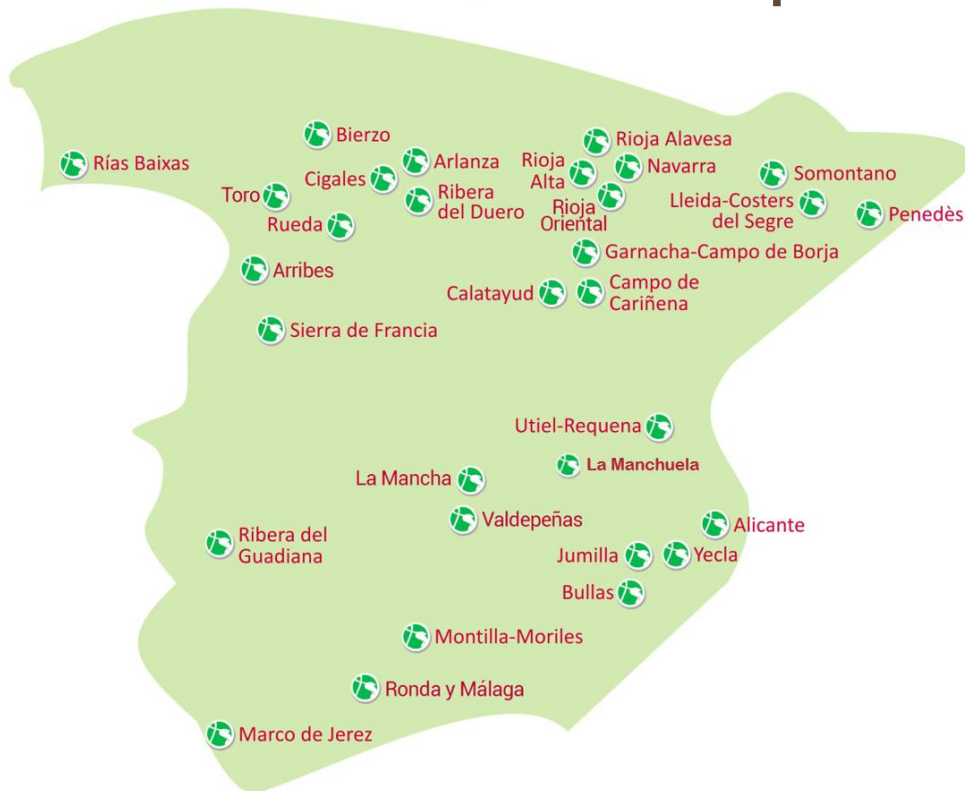 Bierzo
Rías Baixas
Arlanza
Cigales
Toro
Ribera
del Duero
Rueda
Rioja Alavesa
Rioja
Alta
Navarra
Rioja
Oriental
Somontano
Lleida-Costers
del Segre
Penedès
Garnacha-Campo de Borja
Arribes
Calatayud
Campo de
Cariñena
Sierra de Francia
Utiel-Requena
La Manchuela
La Mancha
Valdepeñas
Alicante
Ribera del
Guadiana
Jumilla
Yecla
Bullas
Montilla-Moriles
Ronda y Málaga
Marco de Jerez